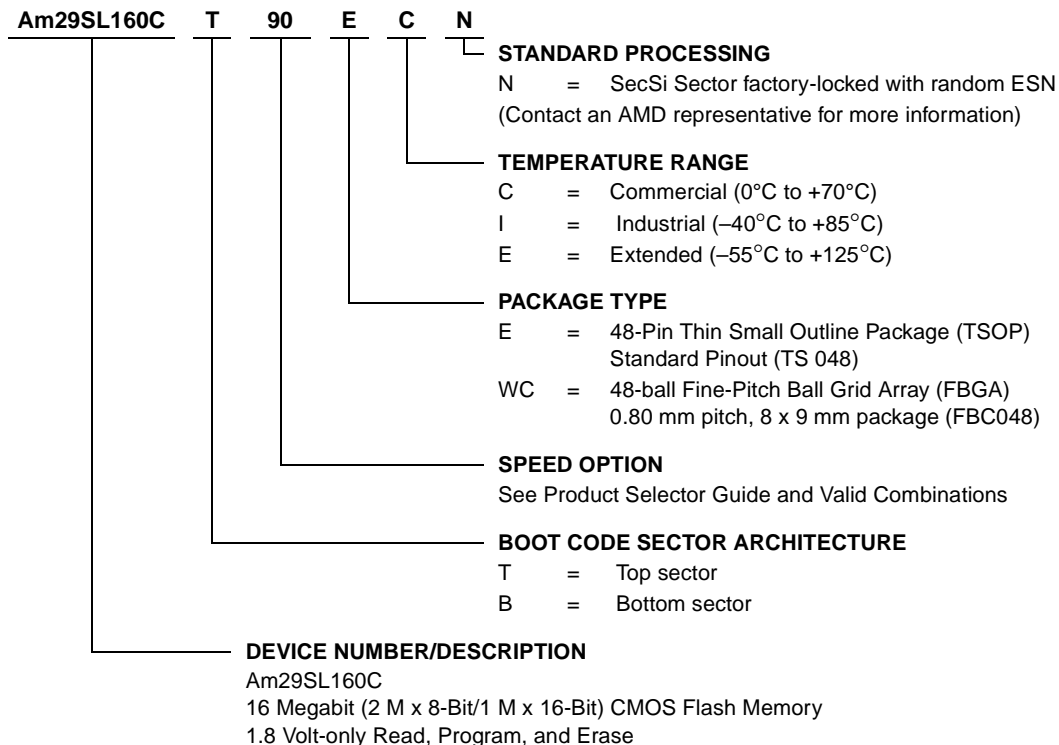 Am29SL160C T 90 E C N
STANDARD PROCESSING
N = SecSi Sector factory-locked with random ESN
(Contact an AMD representative for more information)
TEMPERATURE RANGE
C = Commercial (0°C to +70°C)
I = Industrial (–40°C to +85°C)
E = Extended (–55°C to +125°C)
PACKAGE TYPE
E = 48-Pin Thin Small Outline Package (TSOP)
Standard Pinout (TS 048)
WC = 48-ball Fine-Pitch Ball Grid Array (FBGA)
0.80 mm pitch, 8 x 9 mm package (FBC048)
SPEED OPTION
See Product Selector Guide and Valid Combinations
BOOT CODE SECTOR ARCHITECTURE
T = Top sector
B = Bottom sector
DEVICE NUMBER/DESCRIPTION
Am29SL160C
16 Megabit (2 M x 8-Bit/1 M x 16-Bit) CMOS Flash Memory
1.8 Volt-only Read, Program, and Erase